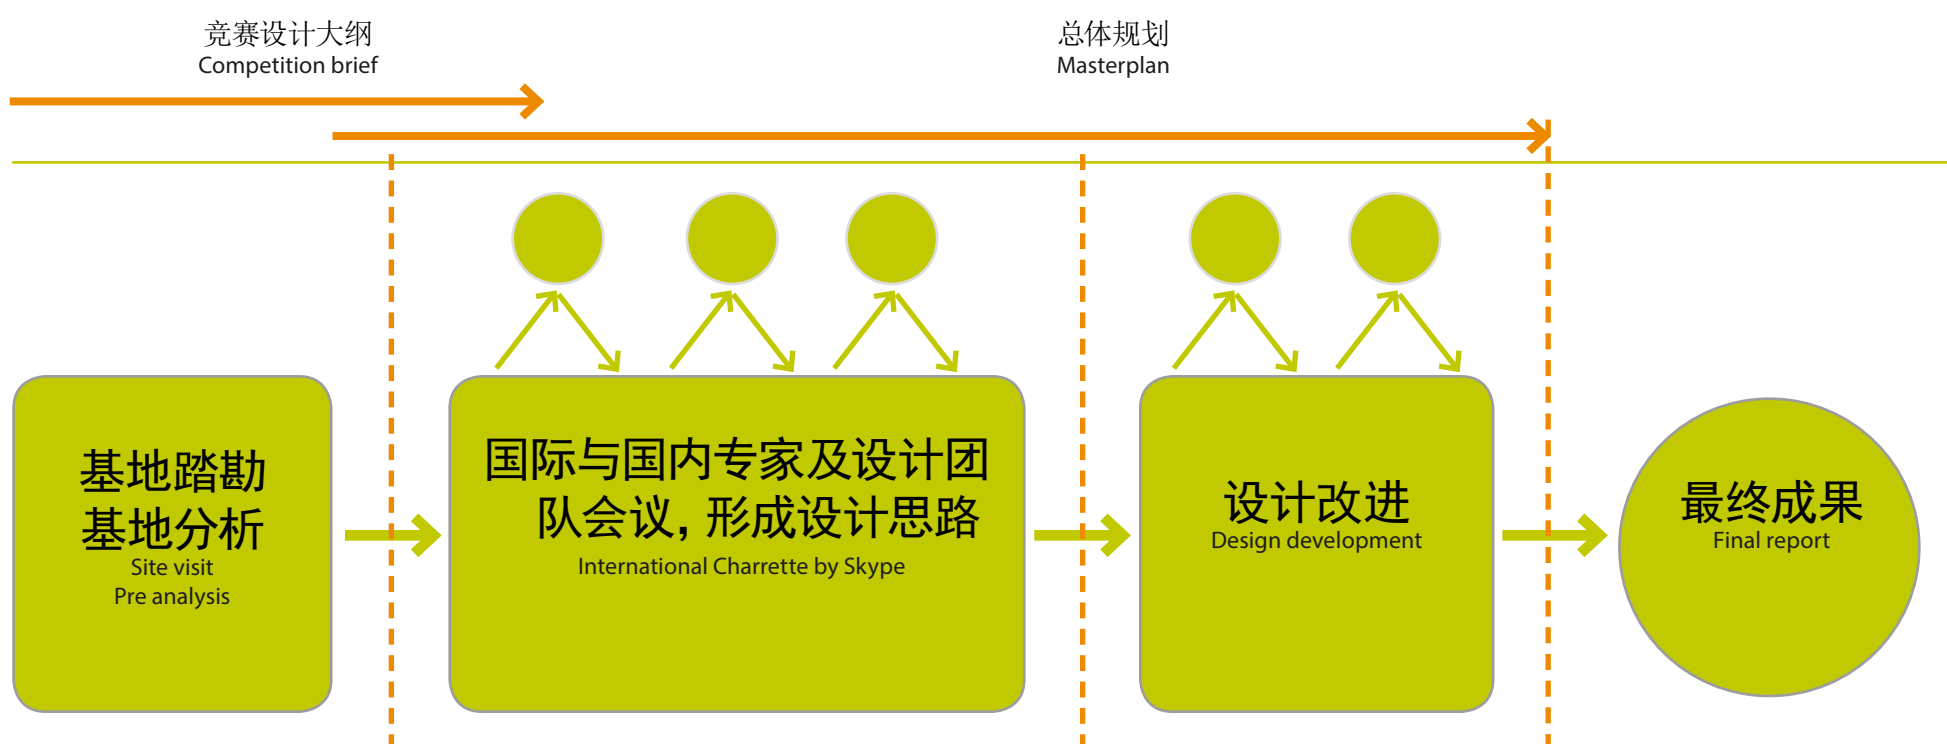 竞赛设计大纲
Competition brief
总体规划
Masterplan
基地踏勘
基地分析
Site visit
Pre analysis
国际与国内专家及设计团
队会议，形成设计思路
International Charrette by Skype
设计改进
Design development
最终成果
Final report